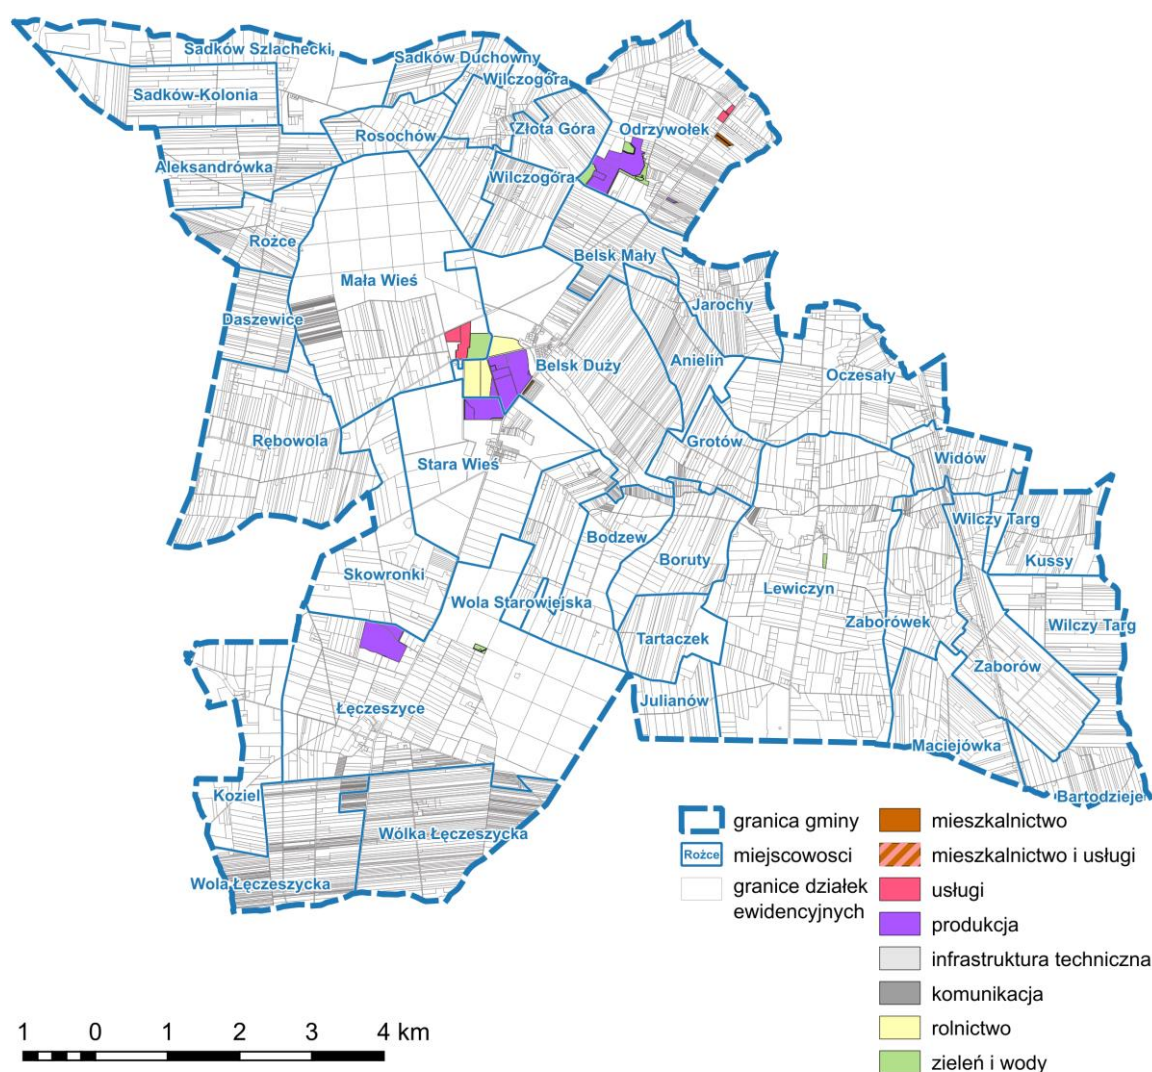 Sadków Szlachecki
Sadków Duchowny
Wilczogóra
Sadków-Kolonia
Rosochów
Złota Góra
Odrzywołek
Aleksandrówka
Wilczogóra
Rożce
Belsk Mały
Mała Wieś
Jarochy
Daszewice
Belsk Duży
Anielin
Oczesały
Rębowola
Grotów
Stara Wieś
Widów
Wilczy Targ
Bodzew
Boruty
Kussy
Skowronki
Lewiczyn
Wola Starowiejska
Zaborówek
Wilczy Targ
Tartaczek
Zaborów
Julianów
Łęczeszyce
Maciejówka
Koziel
Bartodzieje
Wólka Łęczeszycka
Wola Łęczeszycka
granica gminy
Rożce
miejscowosci
granice działek
ewidencyjnych
mieszkalnictwo
mieszkalnictwo i usługi
usługi
produkcja
infrastruktura techniczna
komunikacja
rolnictwo
zieleń i wody
1 0 1 2 3 4 km